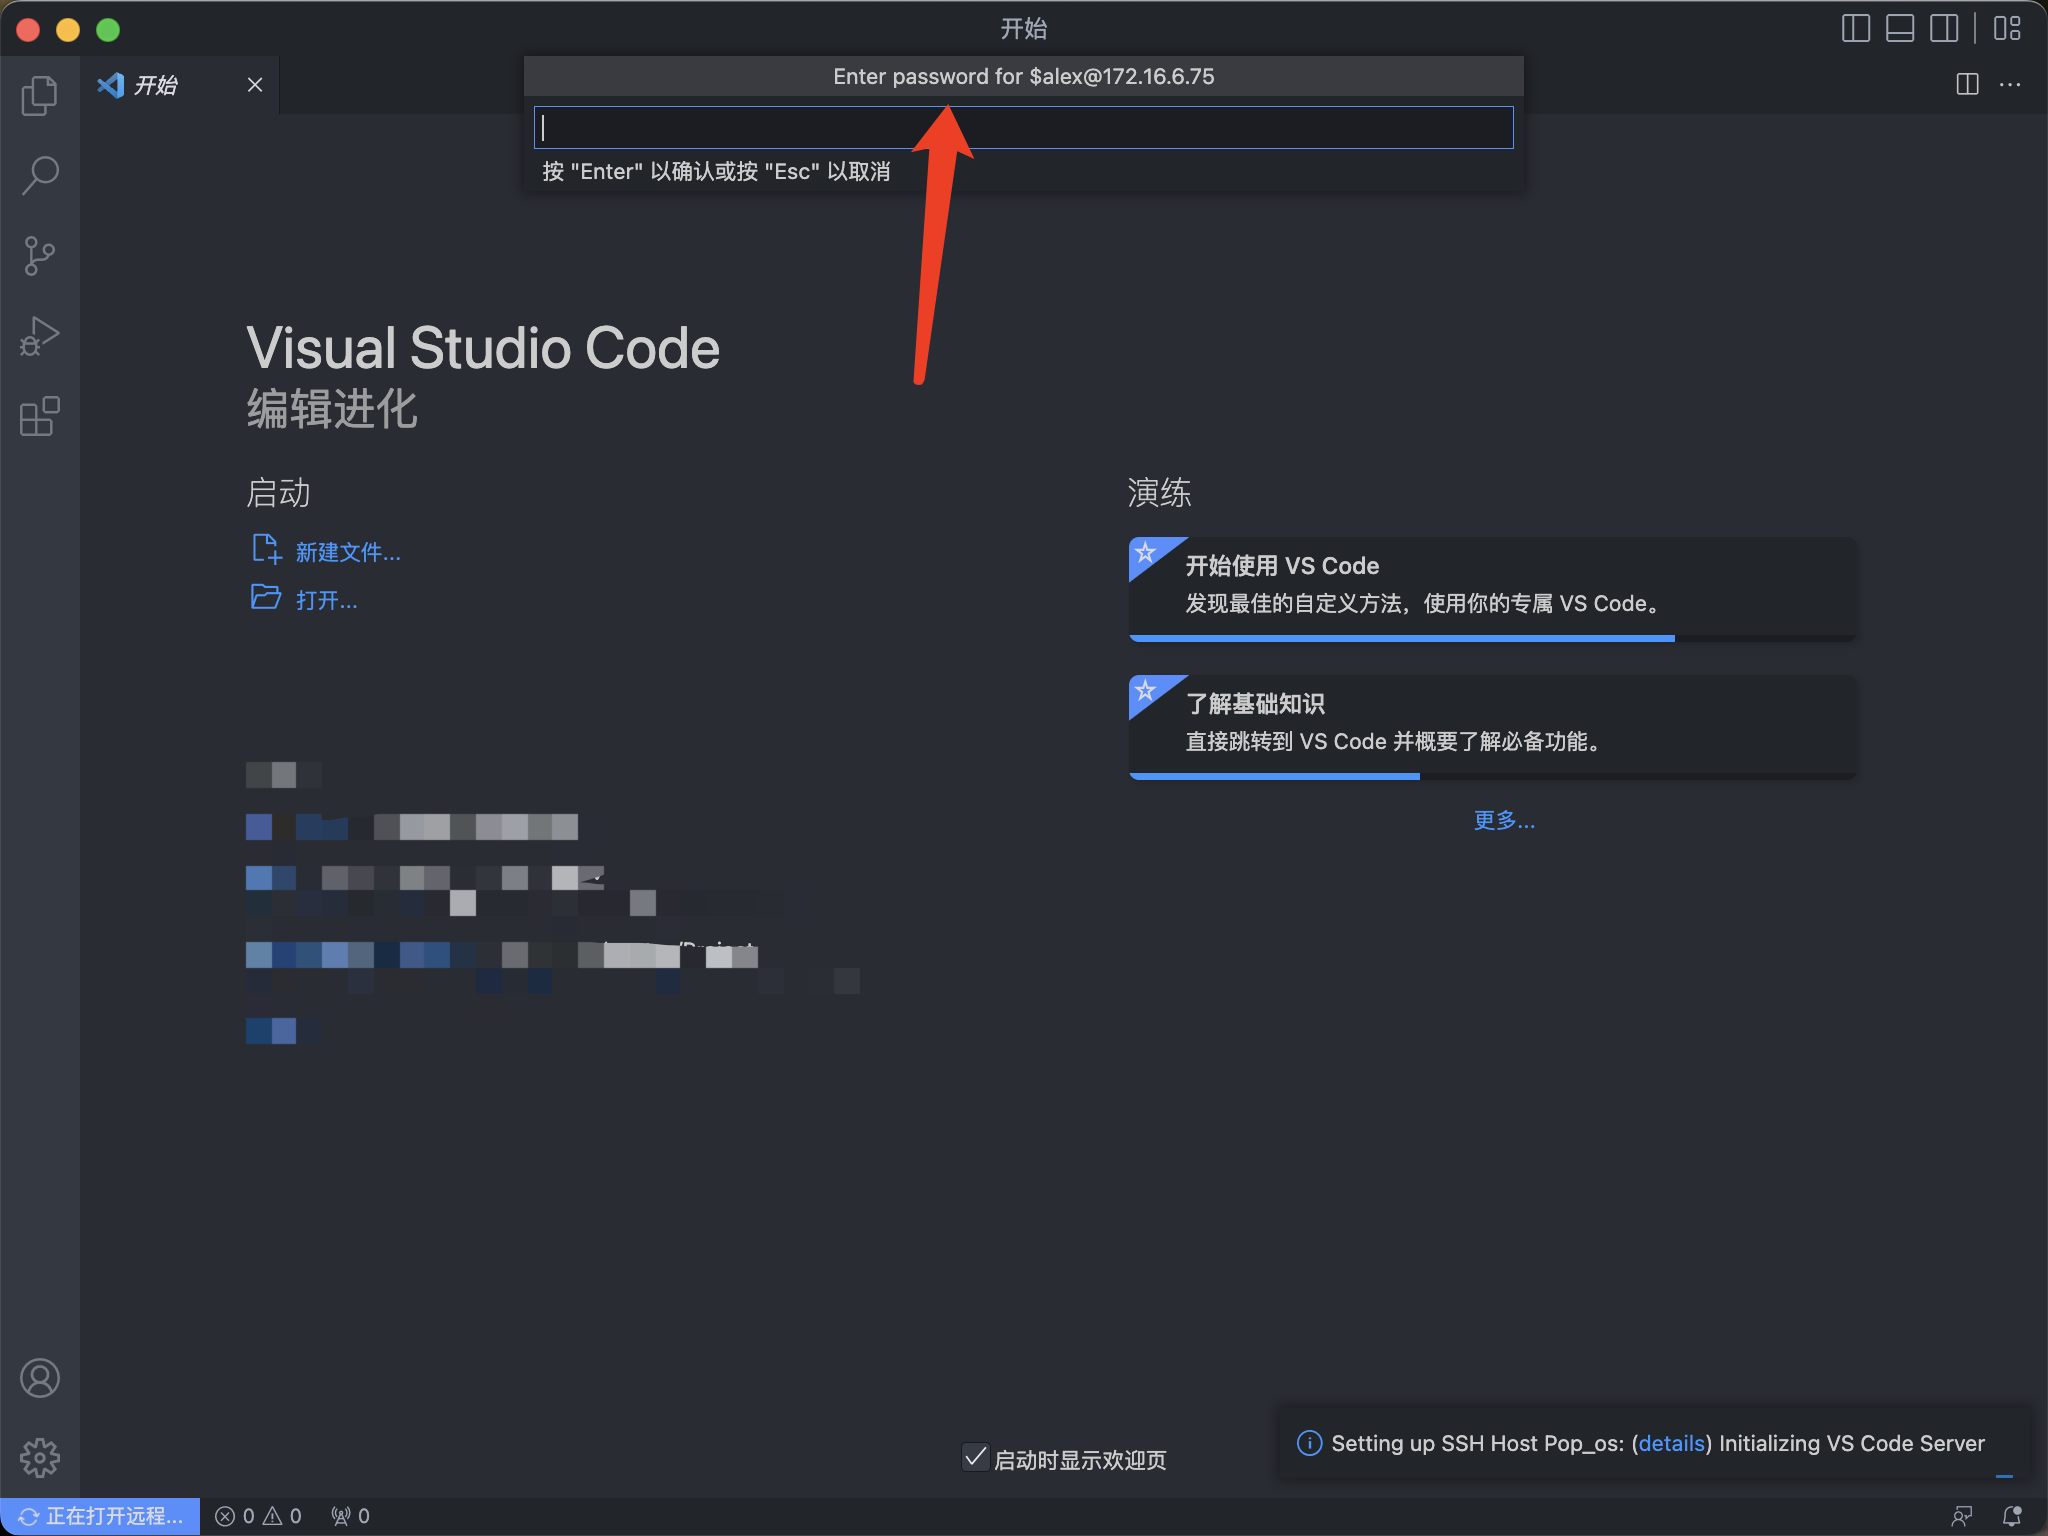 开始
开始
Enter password for $alex@172.16.6.75
按 "Enter" 以确认或按 "Esc" 以取消
Visual Studio Code
编辑进化
启动
新建文件...
打开...
演练
开始使用 VS Code
发现最佳的自定义方法，使用你的专属 VS Code。
了解基础知识
直接跳转到 VS Code 并概要了解必备功能。
更多...
启动时显示欢迎页
Setting up SSH Host Pop_os: (details) Initializing VS Code Server
正在打开远程... 0 0 0